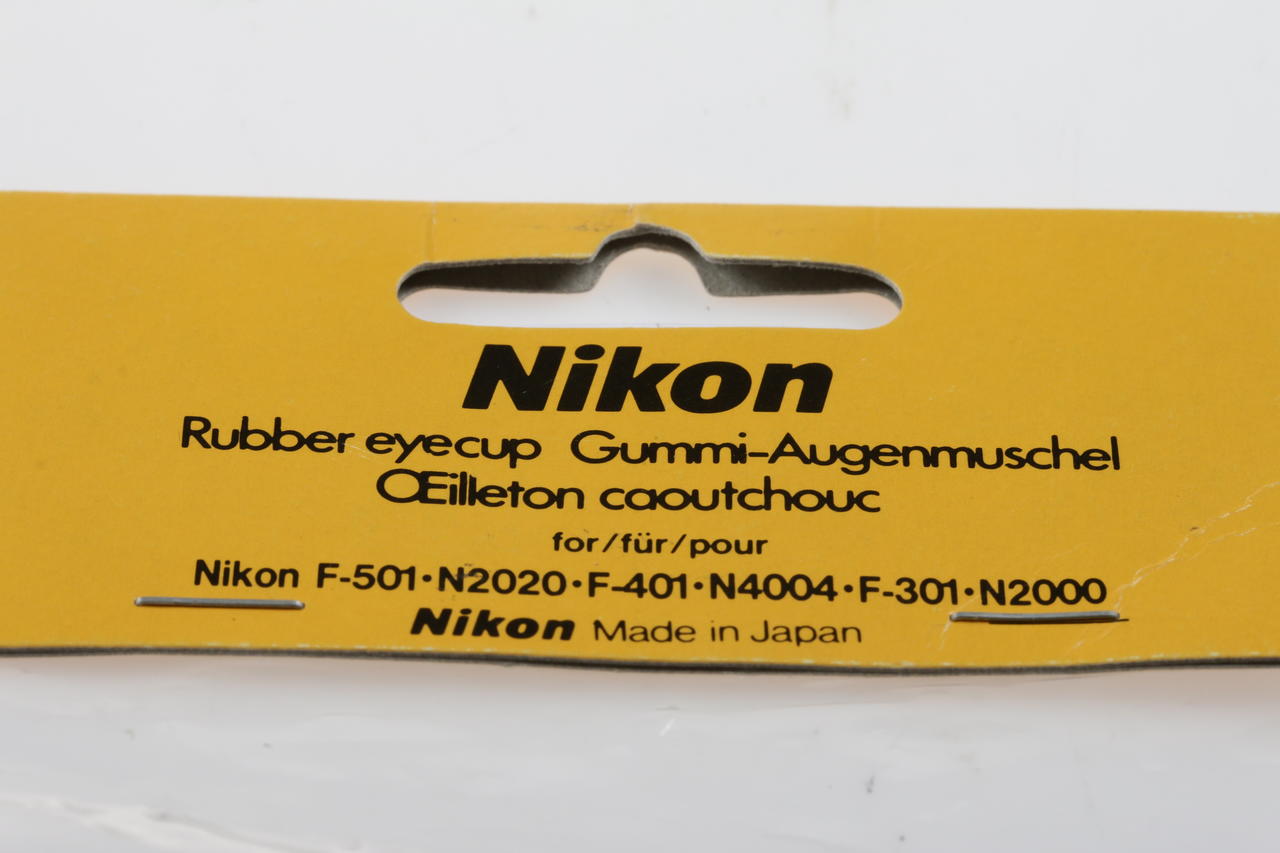 Nikon
Rubber eyecup Gummi-Augenmuschel
Œilleton caoutchouc
for/für/pour
Nikon F-501·N2020·F-401·N4004·F-301·N2000
Nikon Made in Japan